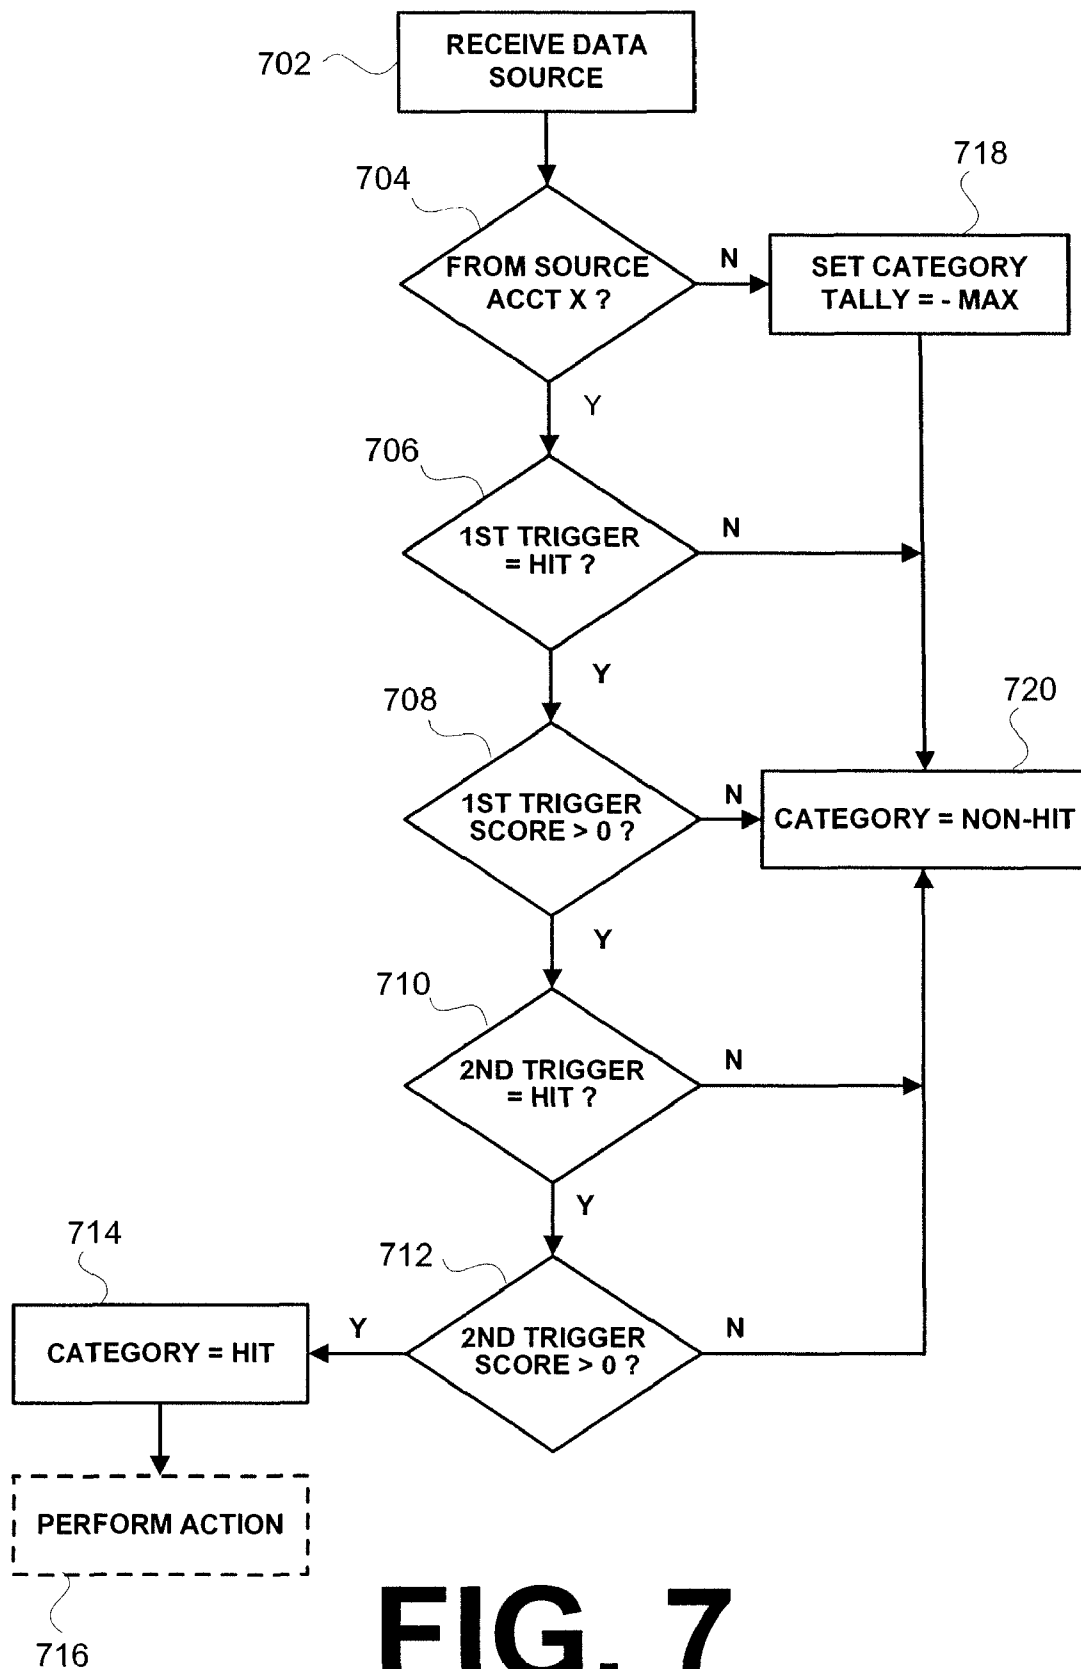 702
RECEIVE DATA
SOURCE
704
718
FROM SOURCE
ACCT X ?
N
SET CATEGORY
TALLY = - MAX
Y
706
1ST TRIGGER
= HIT ?
N
Y
708
720
1ST TRIGGER
SCORE > 0 ?
N
CATEGORY = NON-HIT
Y
710
2ND TRIGGER
= HIT ?
N
Y
714
712
CATEGORY = HIT
Y
2ND TRIGGER
SCORE > 0 ?
N
PERFORM ACTION
716
FIG. 7